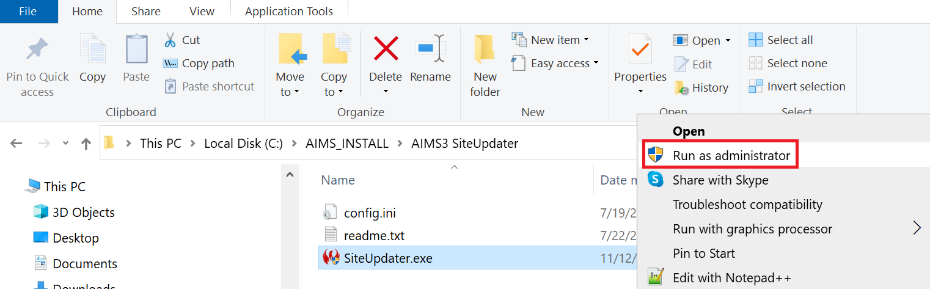 File Home Share View Application Tools
Pin to Quick access
Copy
Paste
Cut
Copy path
Paste shortcut
Clipboard
Move to
Copy to
Delete
Rename
Organize
New folder
New item
Easy access
New
Properties
Open
Edit
History
Open
Select all
Select none
Invert selection
Select
This PC Local Disk (C:) AIMS_INSTALL AIMS3 SiteUpdater
This PC
3D Objects
Desktop
Documents
Downloads
Name Date m
config.ini 7/19/2
readme.txt 7/22/2
SiteUpdater.exe 11/12/
Open
Run as administrator
Share with Skype
Troubleshoot compatibility
Run with graphics processor
Pin to Start
Edit with Notepad++